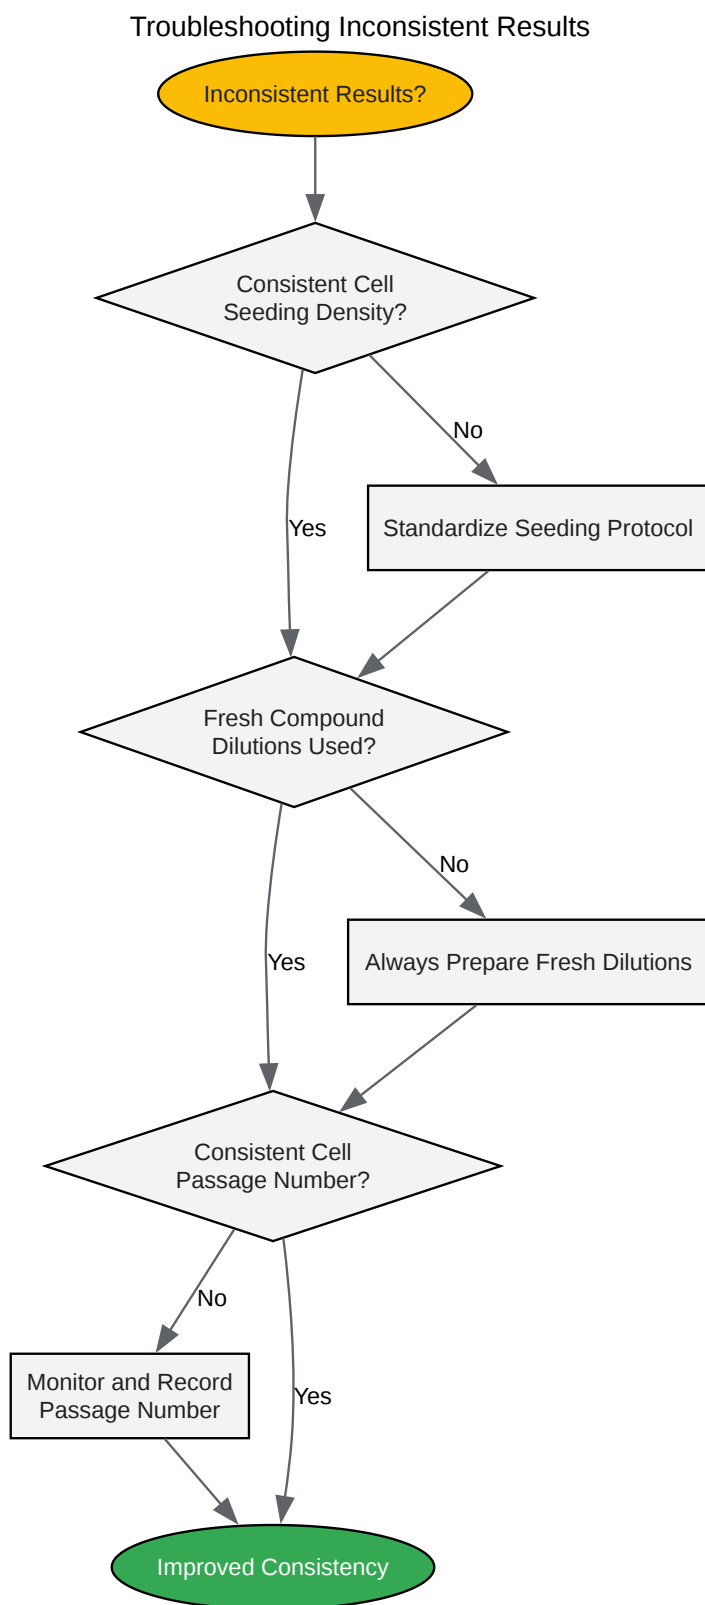 Troubleshooting Inconsistent Results
Inconsistent Results?
Consistent Cell
Seeding Density?
No
Yes
Standardize Seeding Protocol
Fresh Compound
Dilutions Used?
No
Yes
Always Prepare Fresh Dilutions
Consistent Cell
Passage Number?
No
Monitor and Record
Passage Number
Yes
Improved Consistency